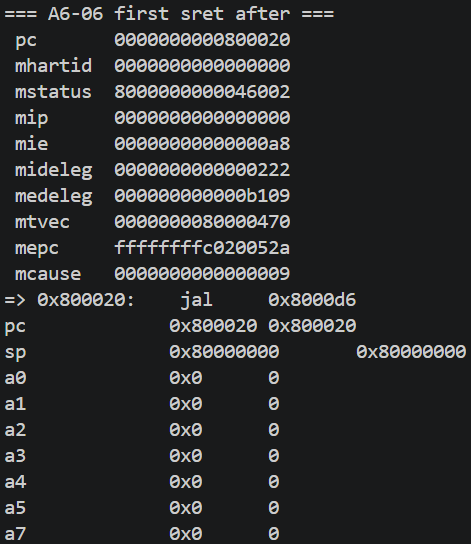 === A6-06 first sret after ===
pc 0000000000800020
mhartid 0000000000000000
mstatus 8000000000046002
mip 0000000000000000
mie 00000000000000a8
mideleg 0000000000000222
medeleg 000000000000b109
mtvec 0000000080000470
mepc ffffffffc020052a
mcause 0000000000000009
=> 0x800020: jal 0x8000d6
pc 0x800020 0x800020
sp 0x80000000 0x80000000
a0 0x0 0
a1 0x0 0
a2 0x0 0
a3 0x0 0
a4 0x0 0
a5 0x0 0
a7 0x0 0